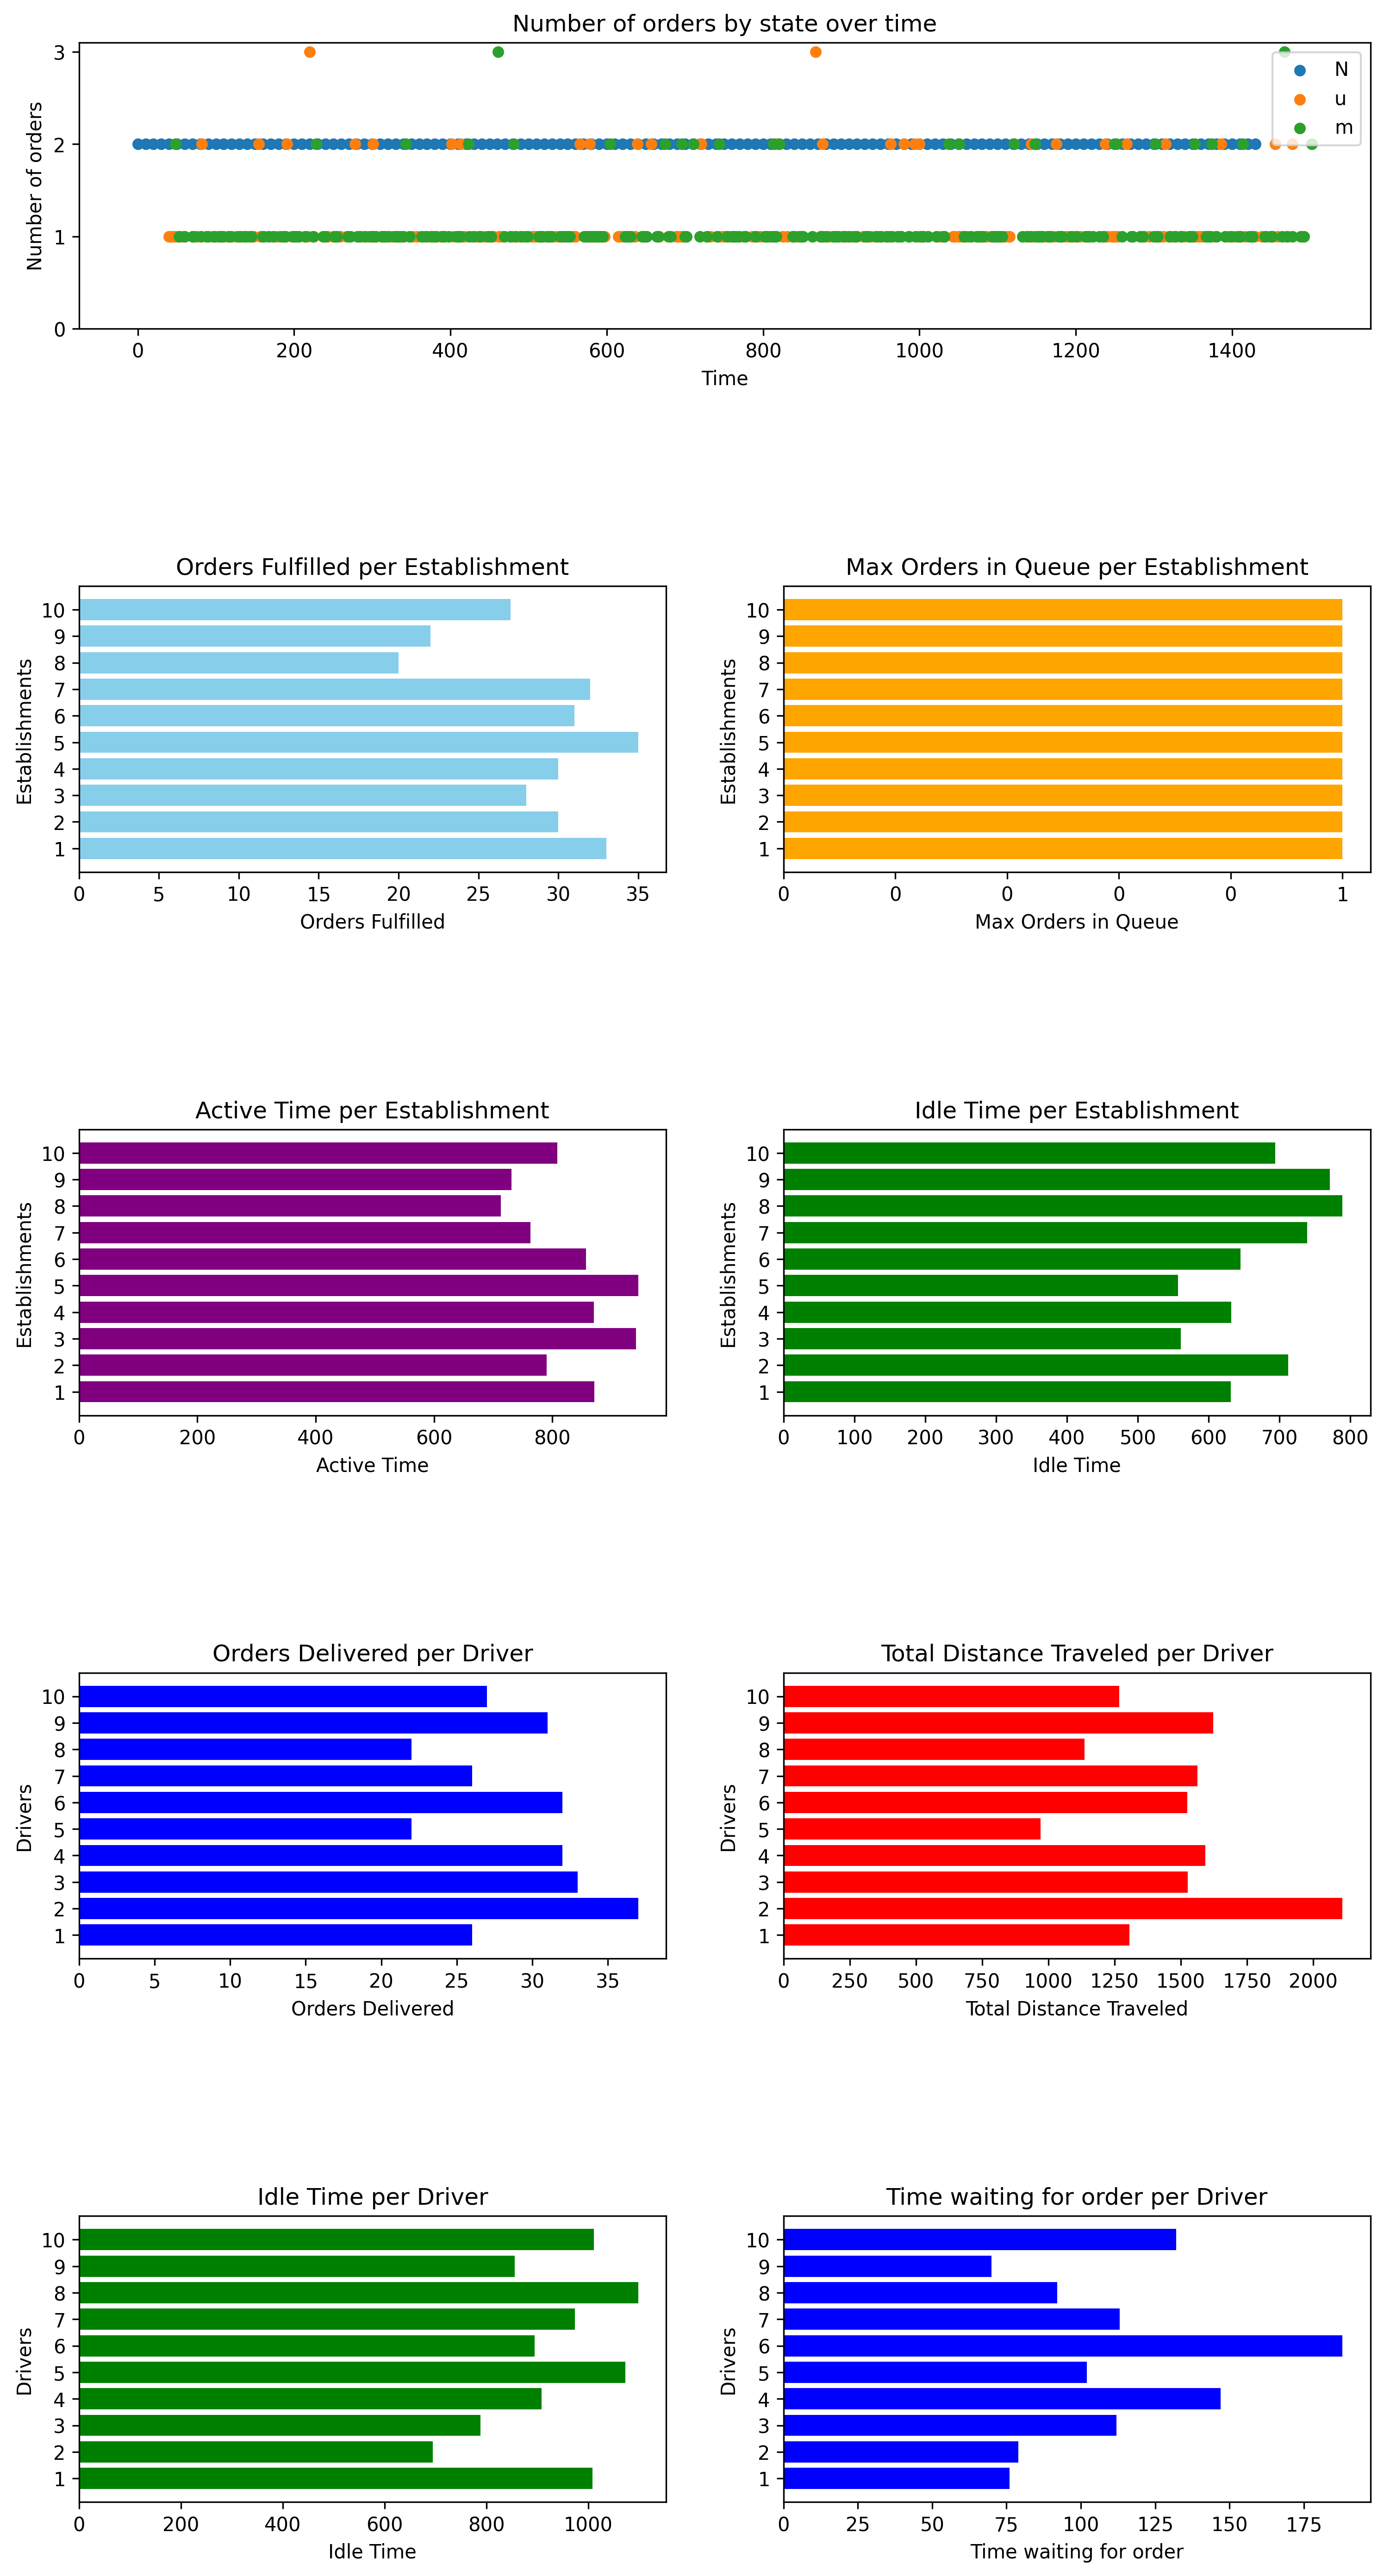 Number of orders by state over time
Number of orders
3
2
1
0
N
u
m
0 200 400 600 800 1000 1200 1400
Time
Orders Fulfilled per Establishment
Establishments
10
9
8
7
6
5
4
3
2
1
0 5 10 15 20 25 30 35
Orders Fulfilled
Max Orders in Queue per Establishment
Establishments
10
9
8
7
6
5
4
3
2
1
0 0 0 0 0 1
Max Orders in Queue
Active Time per Establishment
Establishments
10
9
8
7
6
5
4
3
2
1
0 200 400 600 800
Active Time
Idle Time per Establishment
Establishments
10
9
8
7
6
5
4
3
2
1
0 100 200 300 400 500 600 700 800
Idle Time
Orders Delivered per Driver
Drivers
10
9
8
7
6
5
4
3
2
1
0 5 10 15 20 25 30 35
Orders Delivered
Total Distance Traveled per Driver
Drivers
10
9
8
7
6
5
4
3
2
1
0 250 500 750 1000 1250 1500 1750 2000
Total Distance Traveled
Idle Time per Driver
Drivers
10
9
8
7
6
5
4
3
2
1
0 200 400 600 800 1000
Idle Time
Time waiting for order per Driver
Drivers
10
9
8
7
6
5
4
3
2
1
0 25 50 75 100 125 150 175
Time waiting for order